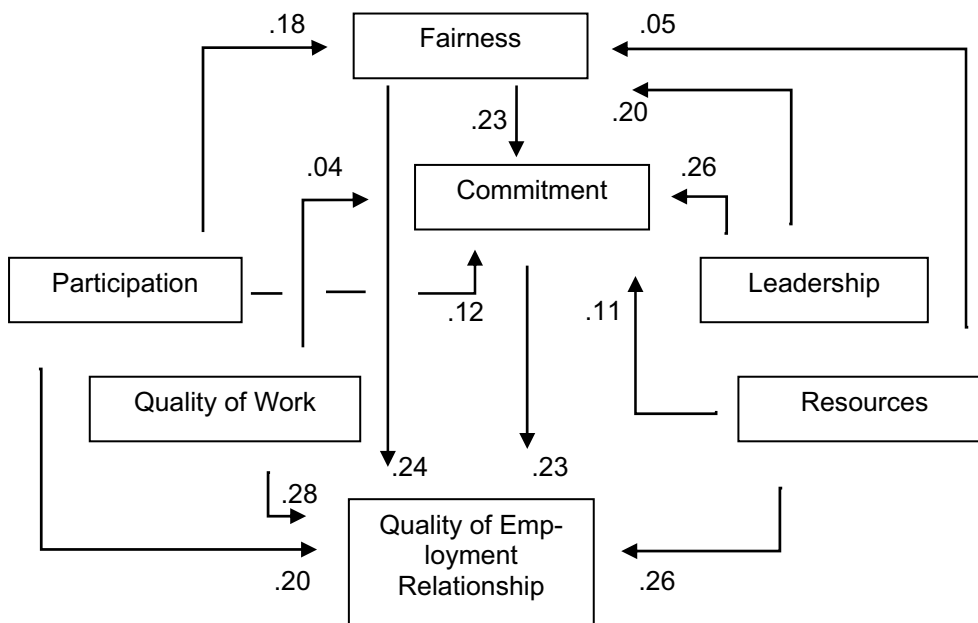 .18
Fairness
.05
.23
.20
.04
Commitment
.26
Participation
Leadership
.12
.11
Quality of Work
Resources
.24
.23
.28
Quality of Emp-
loyment
Relationship
.20
.26